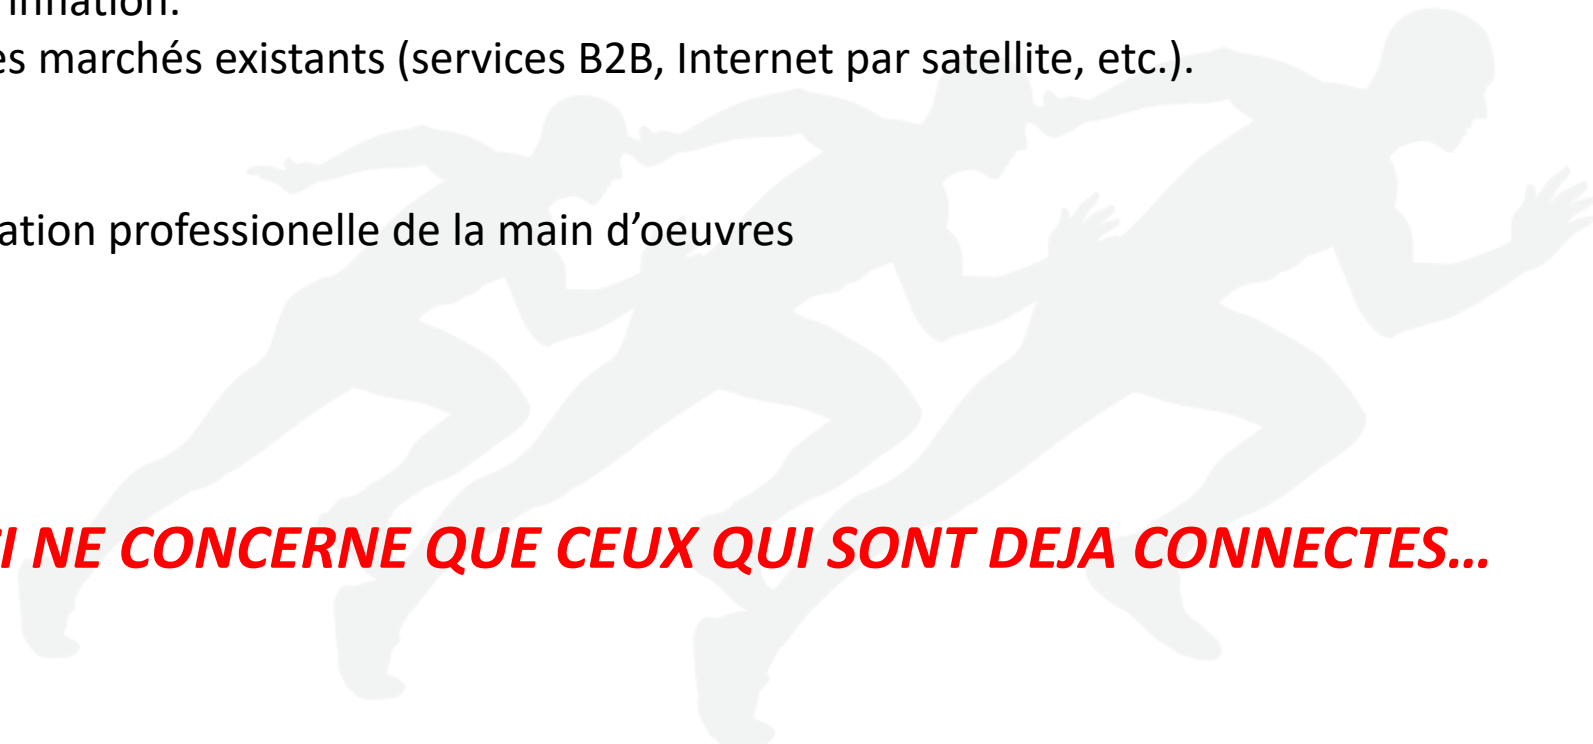 inflation.
es marchés existants (services B2B, Internet par satellite, etc.).
ation professionelle de la main d’oeuvres
I NE CONCERNE QUE CEUX QUI SONT DEJA CONNECTES…